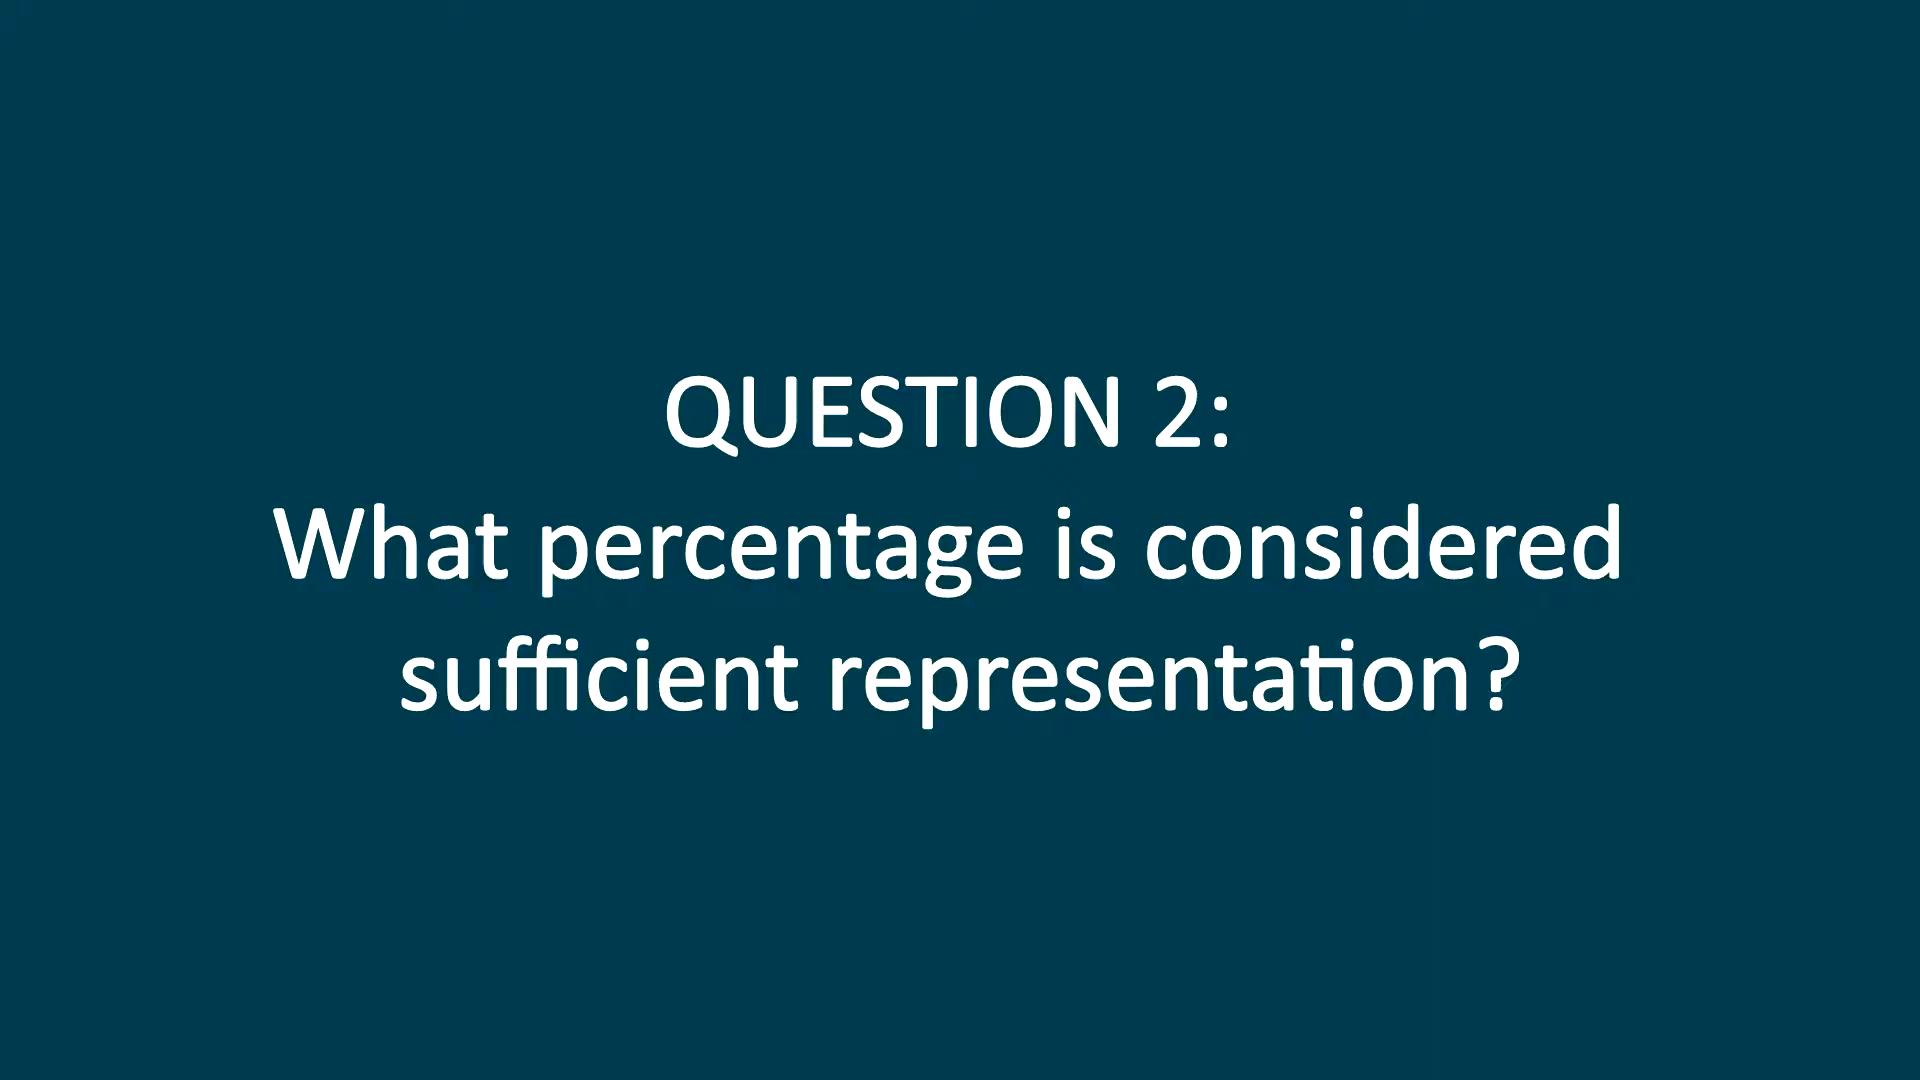 QUESTION 2:
What percentage is considered
sufficient representation?